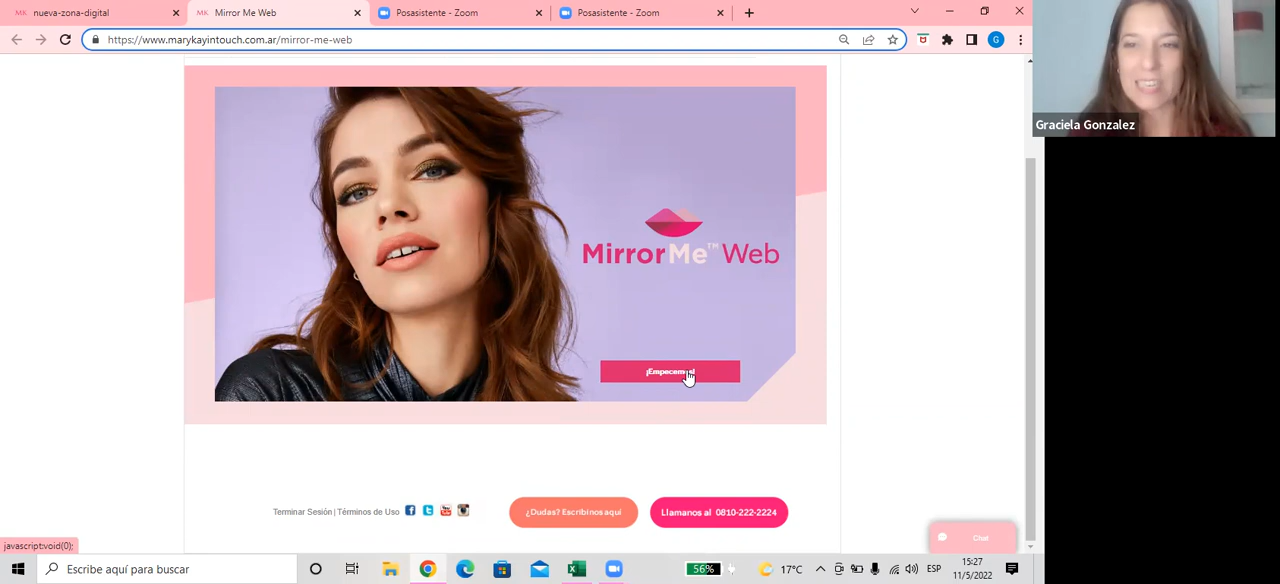 nueva-zona-digital
Mirror Me Web
Posasistente - Zoom
Posasistente - Zoom
https://www.marykayintouch.com.ar/mirror-me-web
G
Graciela Gonzalez
MirrorMe™ Web
¡Empecemos!
Terminar Sesión | Términos de Uso
¿Dudas? Escribinos aquí
Llamanos al 0810-222-2224
Chat
javascript:void(0);
Escribe aquí para buscar
56%
17°C
ESP
15:27
11/5/2022